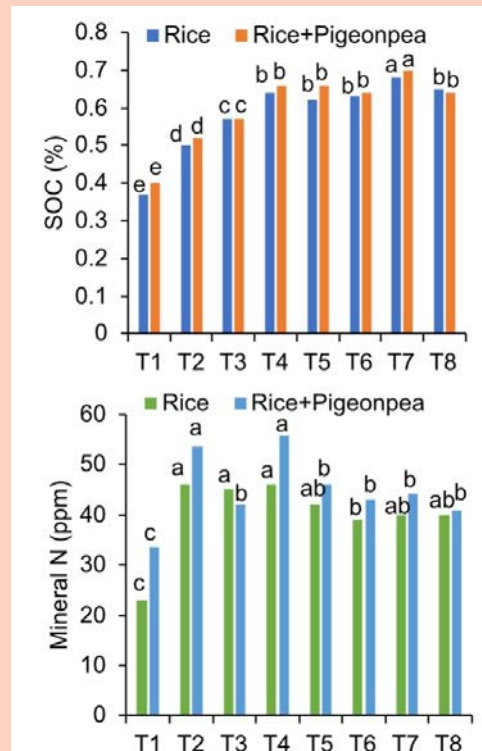 Rice Rice+Pigeonpea
SOC (%)
0.8
0.7
0.6
0.5
0.4
0.3
0.2
0.1
0
e e d d c c b b b b b b a a b b
T1 T2 T3 T4 T5 T6 T7 T8
Rice Rice+Pigeonpea
Mineral N (ppm)
60
50
40
30
20
10
0
c c a a a b a a ab b b b ab b ab b
T1 T2 T3 T4 T5 T6 T7 T8